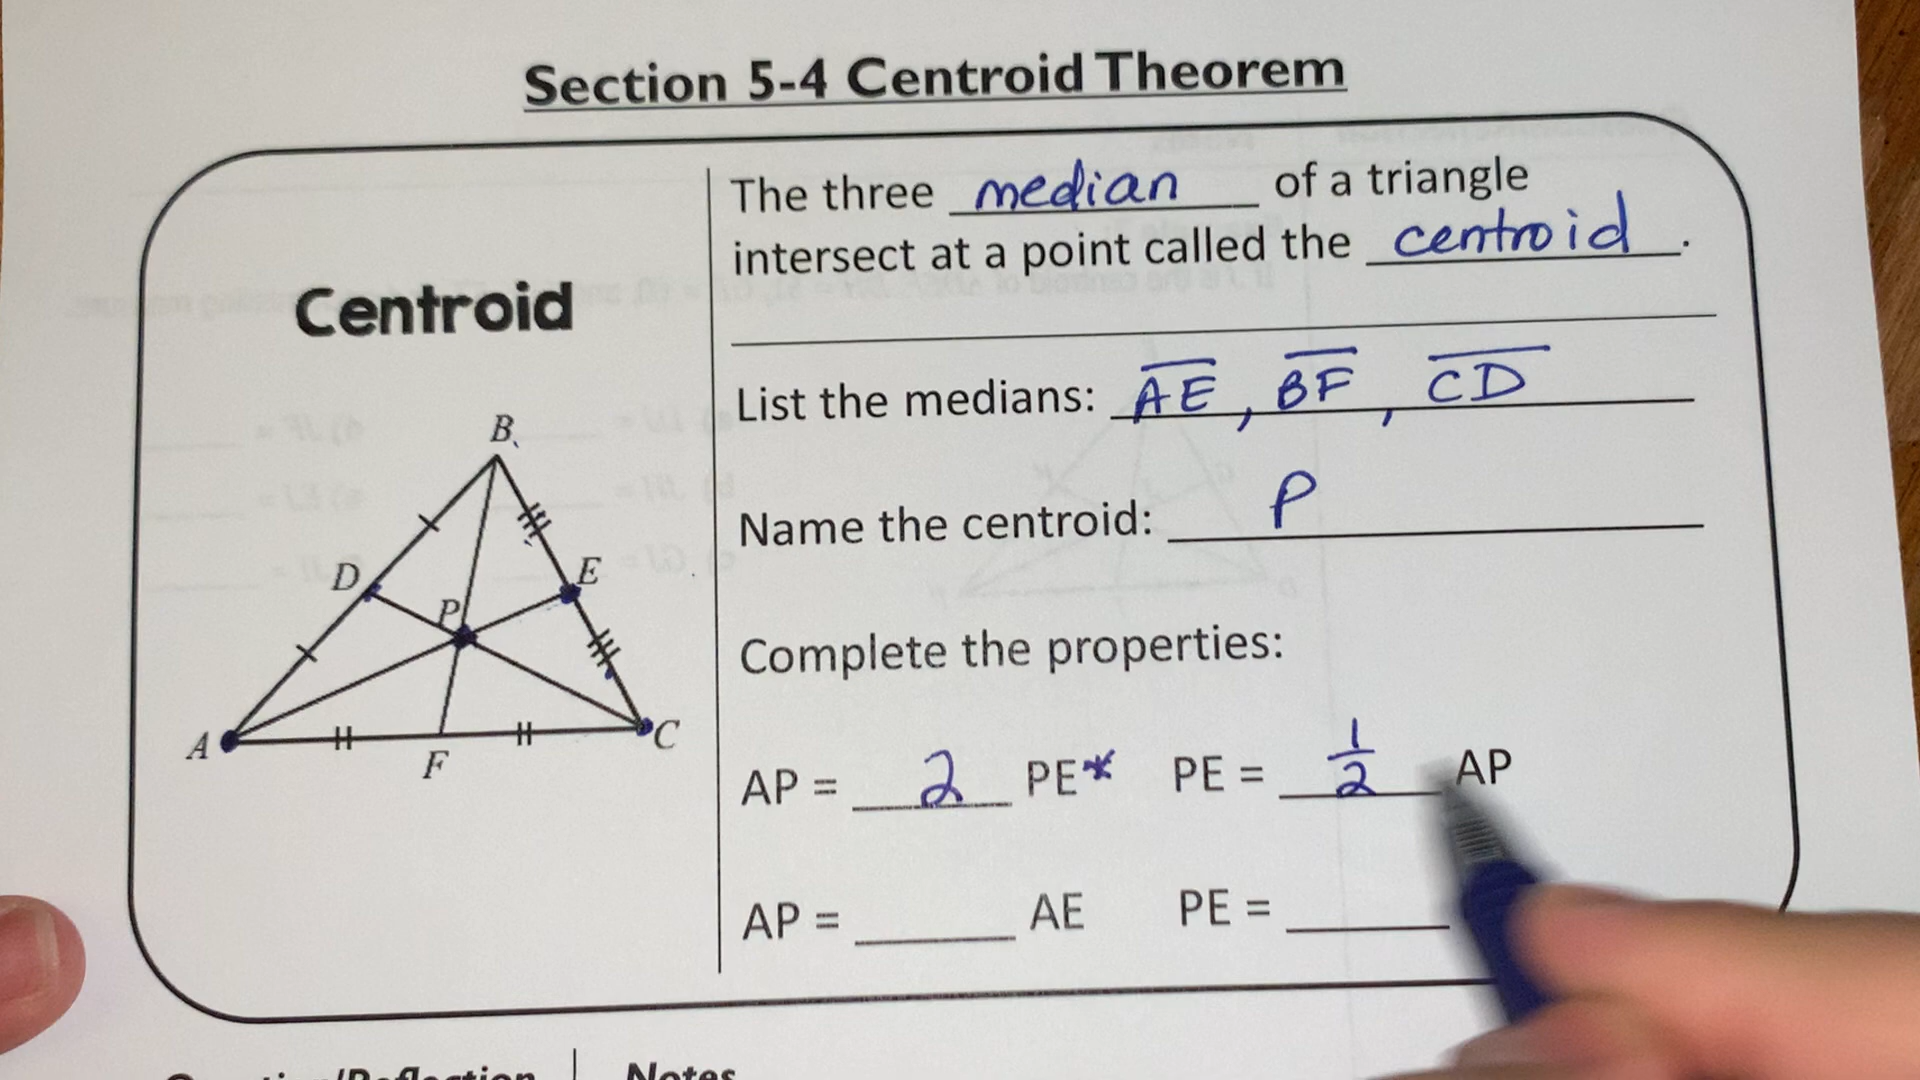 Section 5-4 Centroid Theorem
Centroid
B
D
E
P
A
F
C
The three median of a triangle
intersect at a point called the centroid.
List the medians: AE, BF, CD
Name the centroid: P
Complete the properties:
AP = 2 PE* PE = 1/2 AP
AP = ______ AE PE = ______
Notes